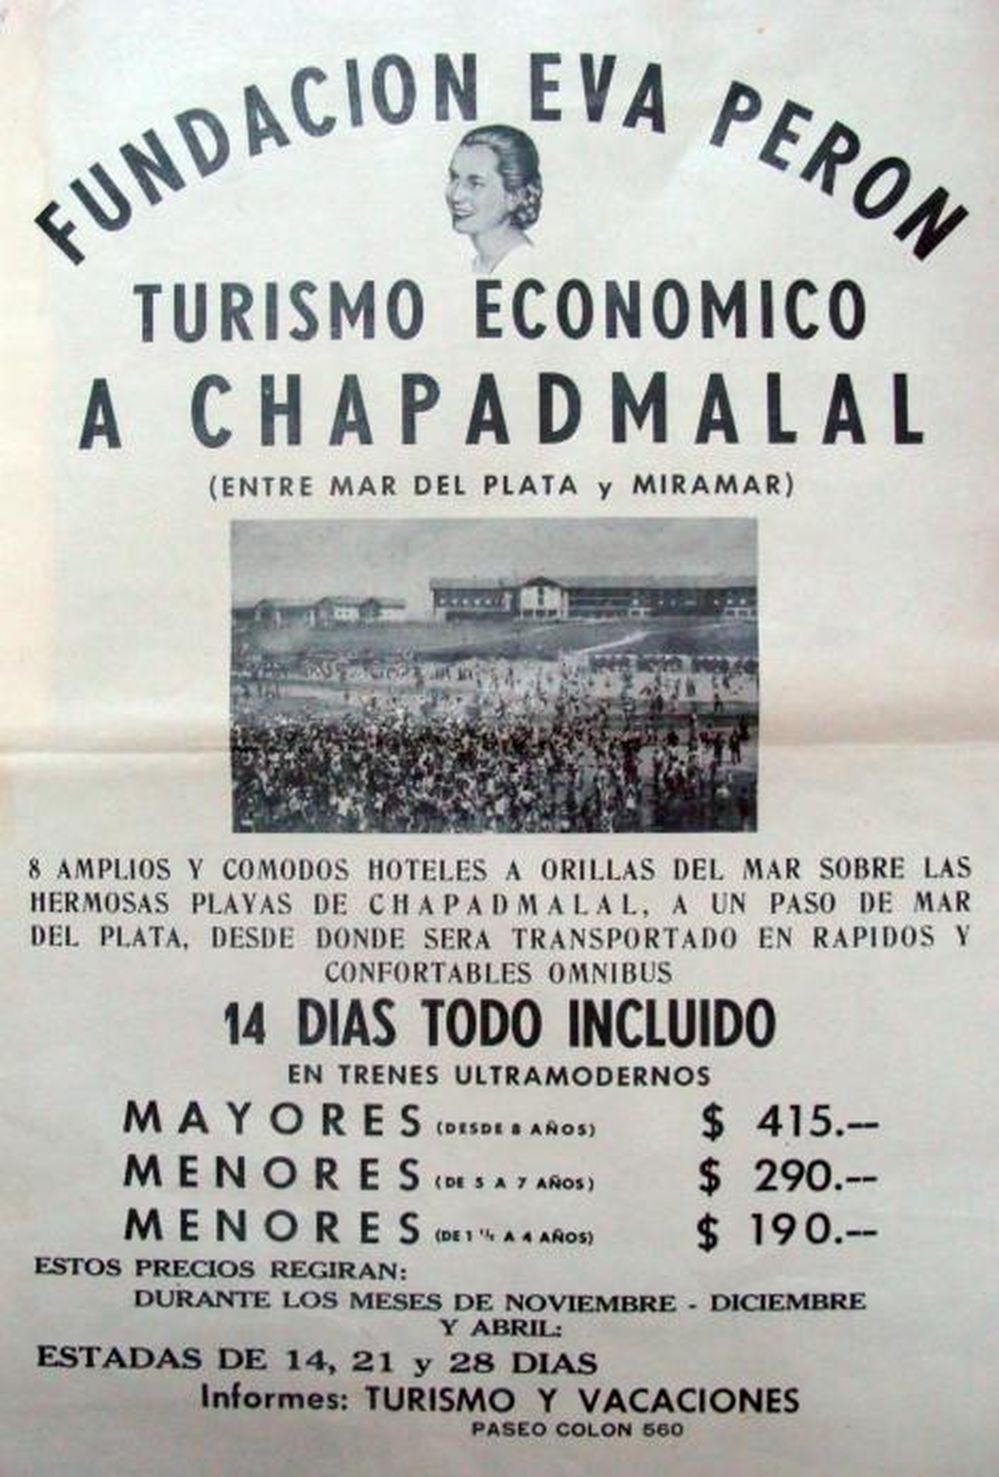 FUNDACION EVA PERON
TURISMO ECONOMICO
A CHAPADMALAL
(ENTRE MAR DEL PLATA y MIRAMAR)
8 AMPLIOS Y COMODOS HOTELES A ORILLAS DEL MAR SOBRE LAS
HERMOSAS PLAYAS DE CHAPADMALAL, A UN PASO DE MAR
DEL PLATA, DESDE DONDE SERA TRANSPORTADO EN RAPIDOS Y
CONFORTABLES OMNIBUS
14 DIAS TODO INCLUIDO
EN TRENES ULTRAMODERNOS
MAYORES (DESDE 8 AÑOS) $ 415.--
MENORES (DE 5 A 7 AÑOS) $ 290.--
MENORES (DE 1 ½ A 4 AÑOS) $ 190.--
ESTOS PRECIOS REGIRAN:
DURANTE LOS MESES DE NOVIEMBRE - DICIEMBRE
Y ABRIL:
ESTADAS DE 14, 21 y 28 DIAS
Informes: TURISMO Y VACACIONES
PASEO COLON 560